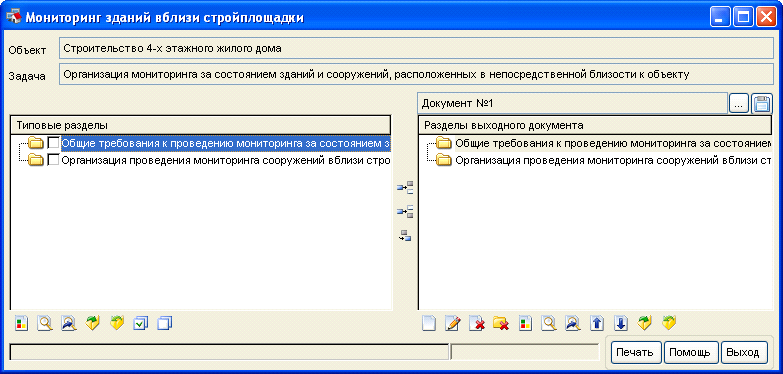 Мониторинг зданий вблизи стройплощадки
Объект Строительство 4-х этажного жилого дома
Задача Организация мониторинга за состоянием зданий и сооружений, расположенных в непосредственной близости к объекту
Документ №1 ...
Типовые разделы
Общие требования к проведению мониторинга за состоянием з
Организация проведения мониторинга сооружений вблизи стро
Разделы выходного документа
Общие требования к проведению мониторинга за состоянием
Организация проведения мониторинга сооружений вблизи ст
Печать Помощь Выход